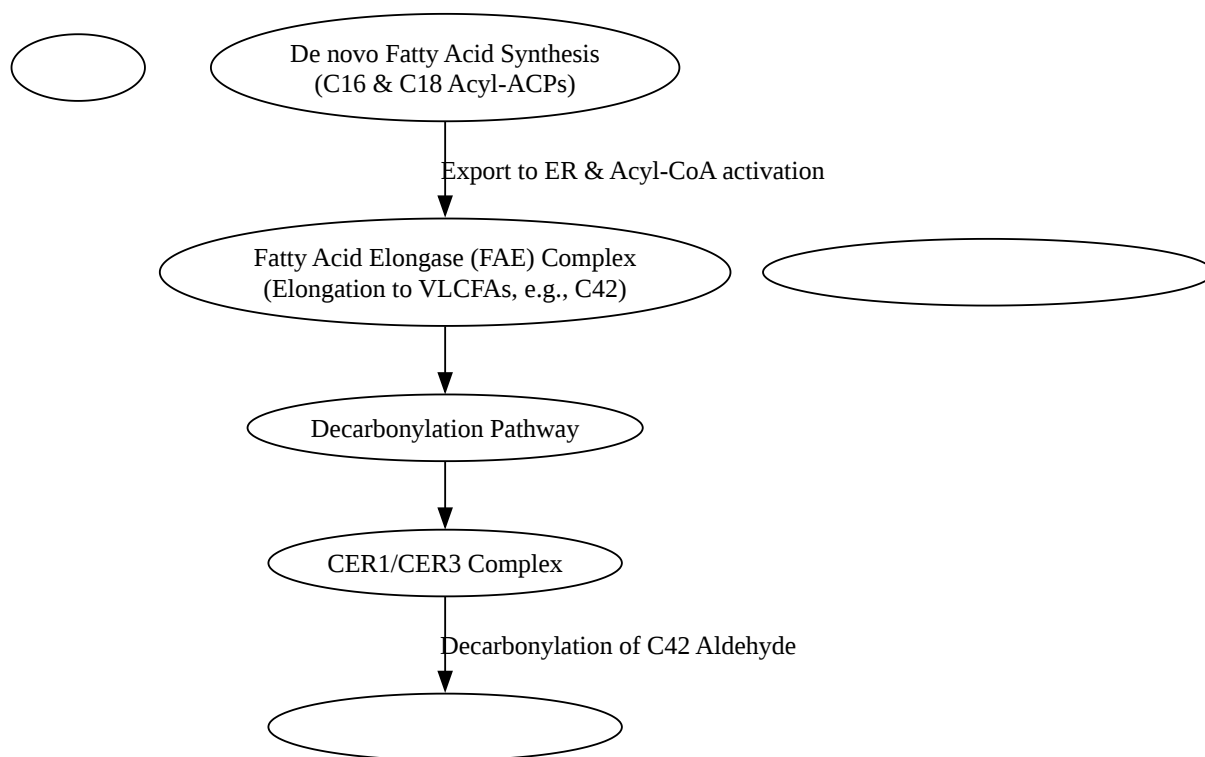 De novo Fatty Acid Synthesis
(C16 & C18 Acyl-ACPs)
Export to ER & Acyl-CoA activation
Fatty Acid Elongase (FAE) Complex
(Elongation to VLCFAs, e.g., C42)
Decarbonylation Pathway
CER1/CER3 Complex
Decarbonylation of C42 Aldehyde